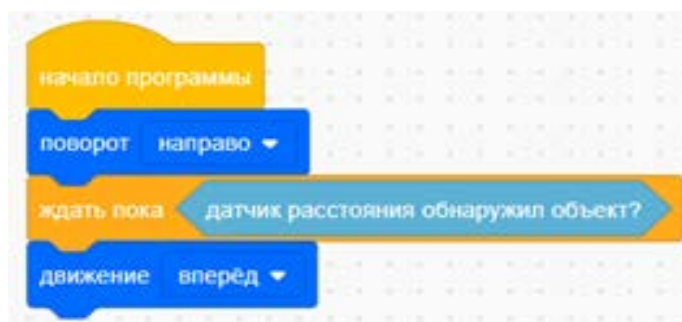 начало программы
поворот направо
ждать пока датчик расстояния обнаружил объект?
движение вперёд